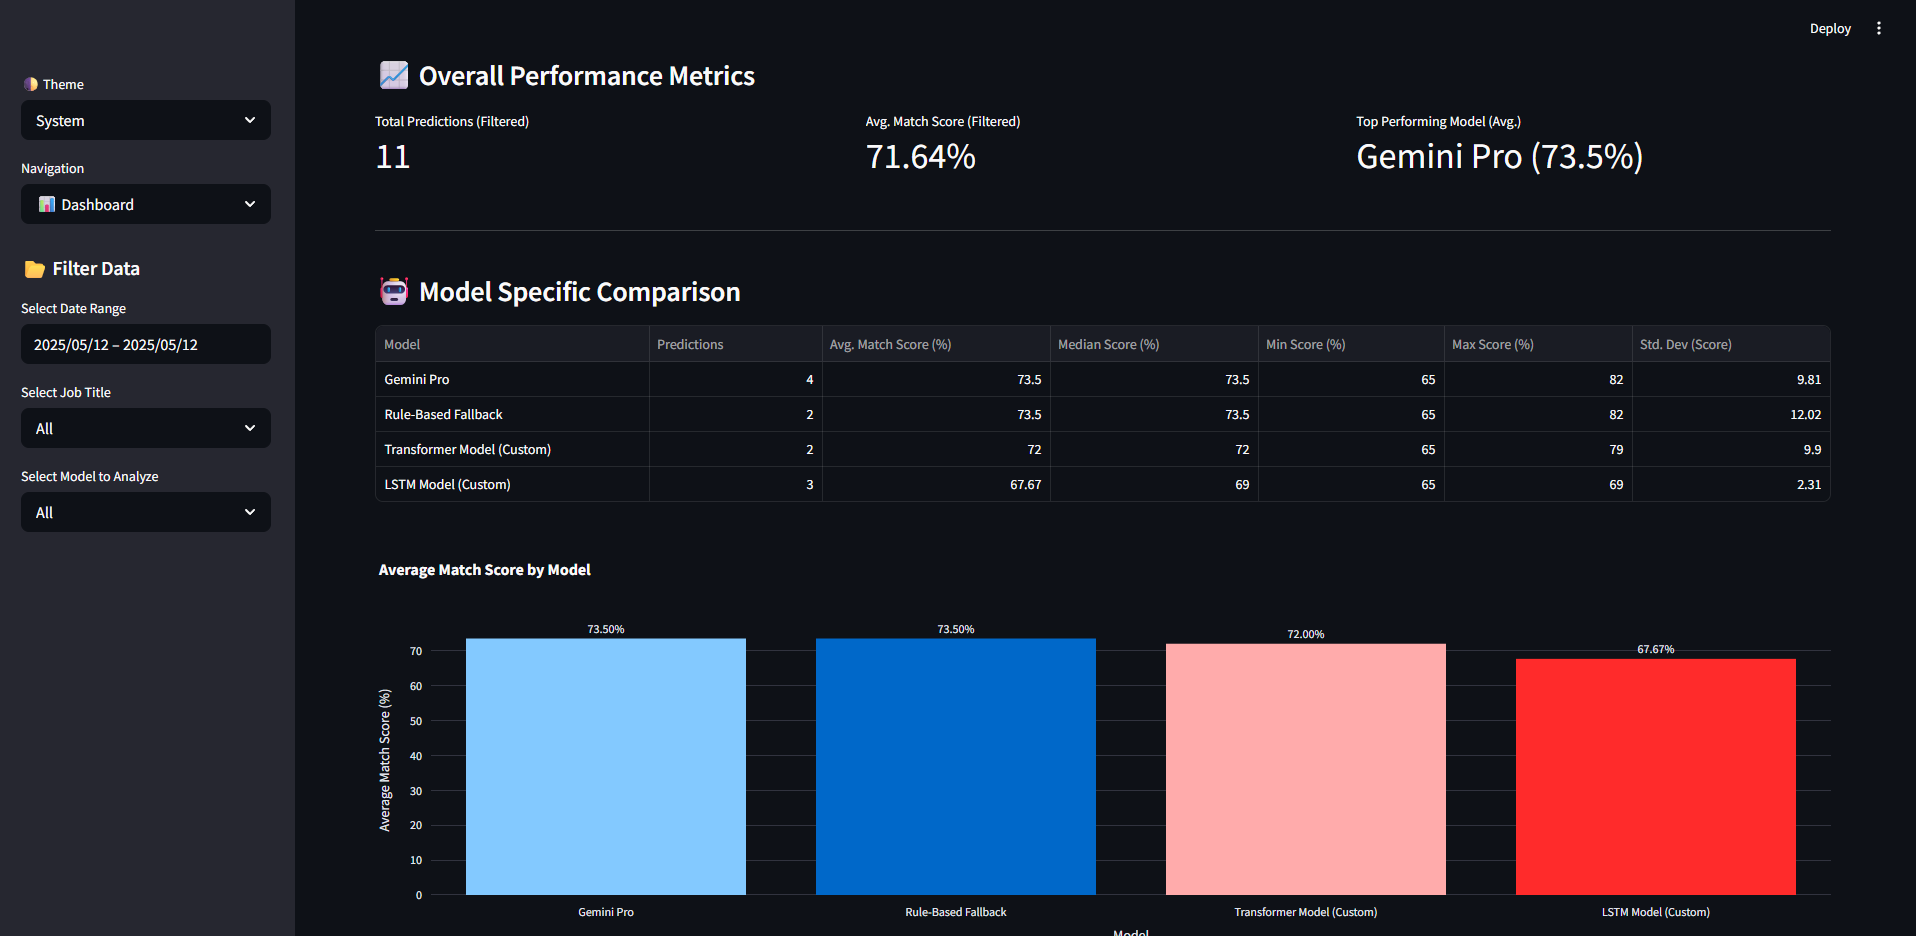 Deploy
Theme
System
Navigation
Dashboard
Filter Data
Select Date Range
2025/05/12 – 2025/05/12
Select Job Title
All
Select Model to Analyze
All
Overall Performance Metrics
Total Predictions (Filtered) Avg. Match Score (Filtered) Top Performing Model (Avg.)
11 71.64% Gemini Pro (73.5%)
Model Specific Comparison
Model Predictions Avg. Match Score (%) Median Score (%) Min Score (%) Max Score (%) Std. Dev (Score)
Gemini Pro 4 73.5 73.5 65 82 9.81
Rule-Based Fallback 2 73.5 73.5 65 82 12.02
Transformer Model (Custom) 2 72 72 65 79 9.9
LSTM Model (Custom) 3 67.67 69 65 69 2.31
Average Match Score by Model
73.50% 73.50% 72.00% 67.67%
Average Match Score (%)
70
60
50
40
30
20
10
0
Gemini Pro Rule-Based Fallback Transformer Model (Custom) LSTM Model (Custom)
Model